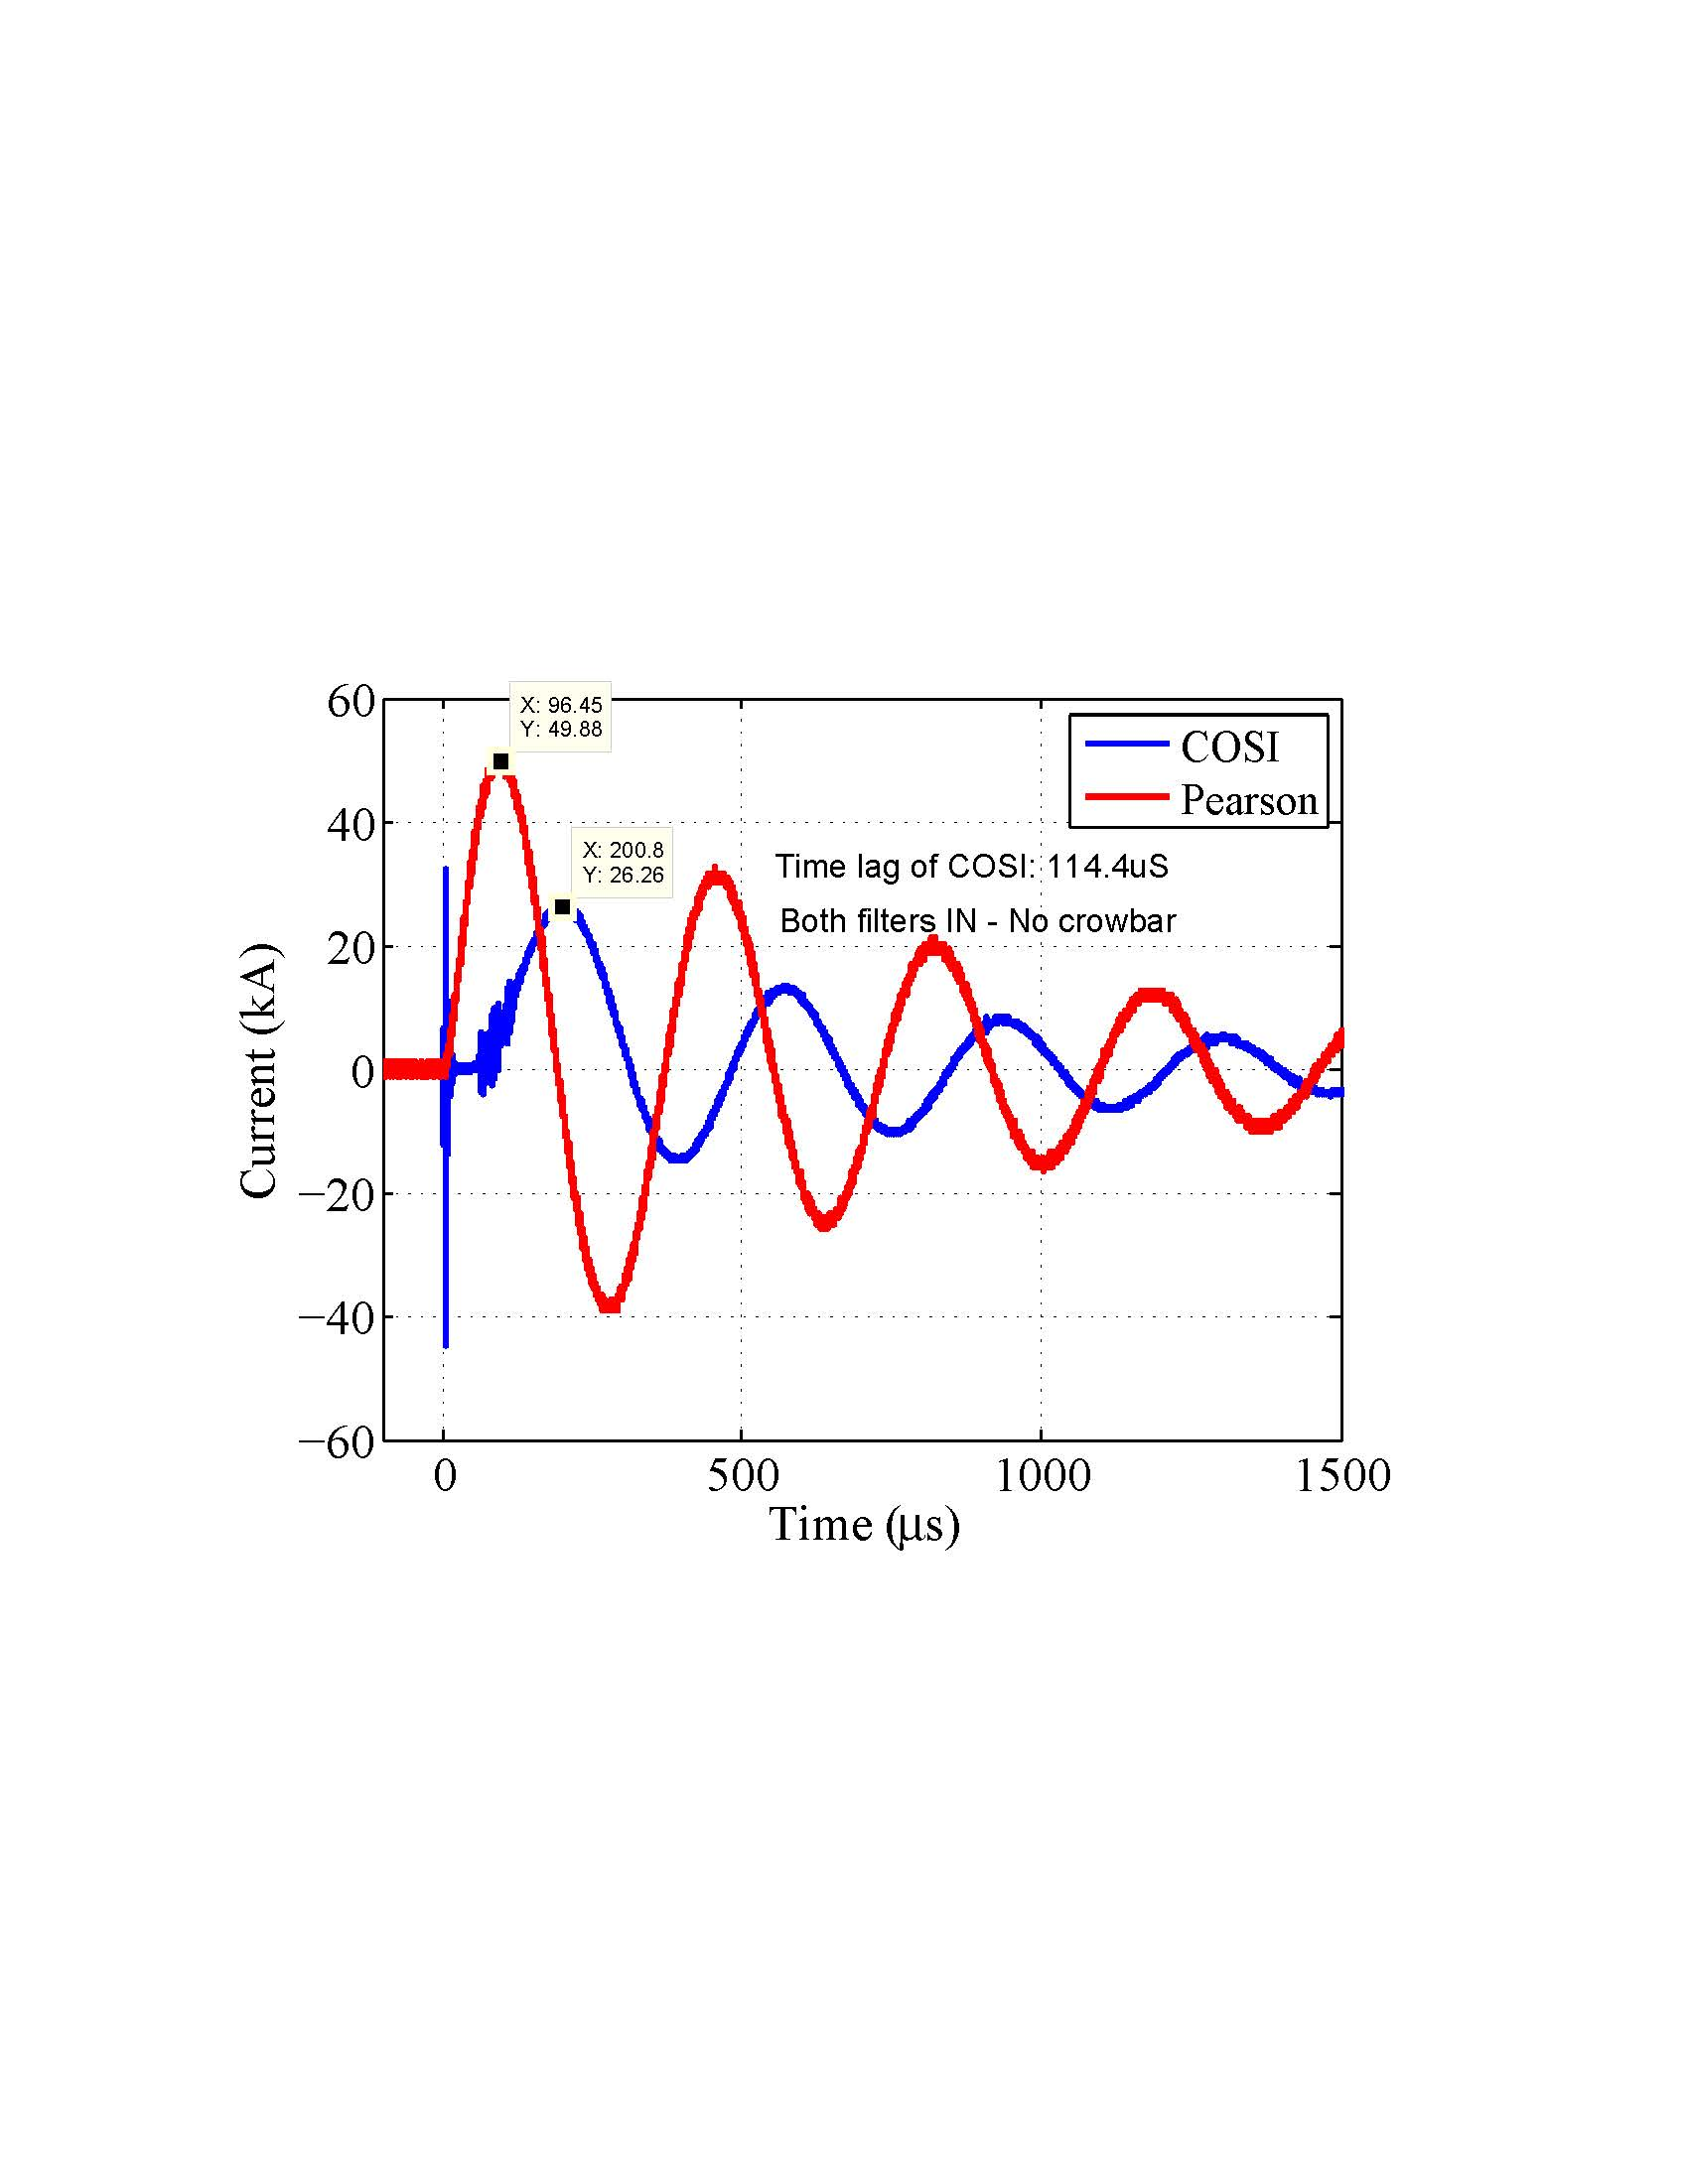 60
40
20
0
−20
−40
−60
X: 96.45
Y: 49.88
X: 200.8
Y: 26.26
COSI
Pearson
Time lag of COSI: 114.4uS
Both filters IN - No crowbar
Current (kA)
0
500
1000
1500
Time (μs)